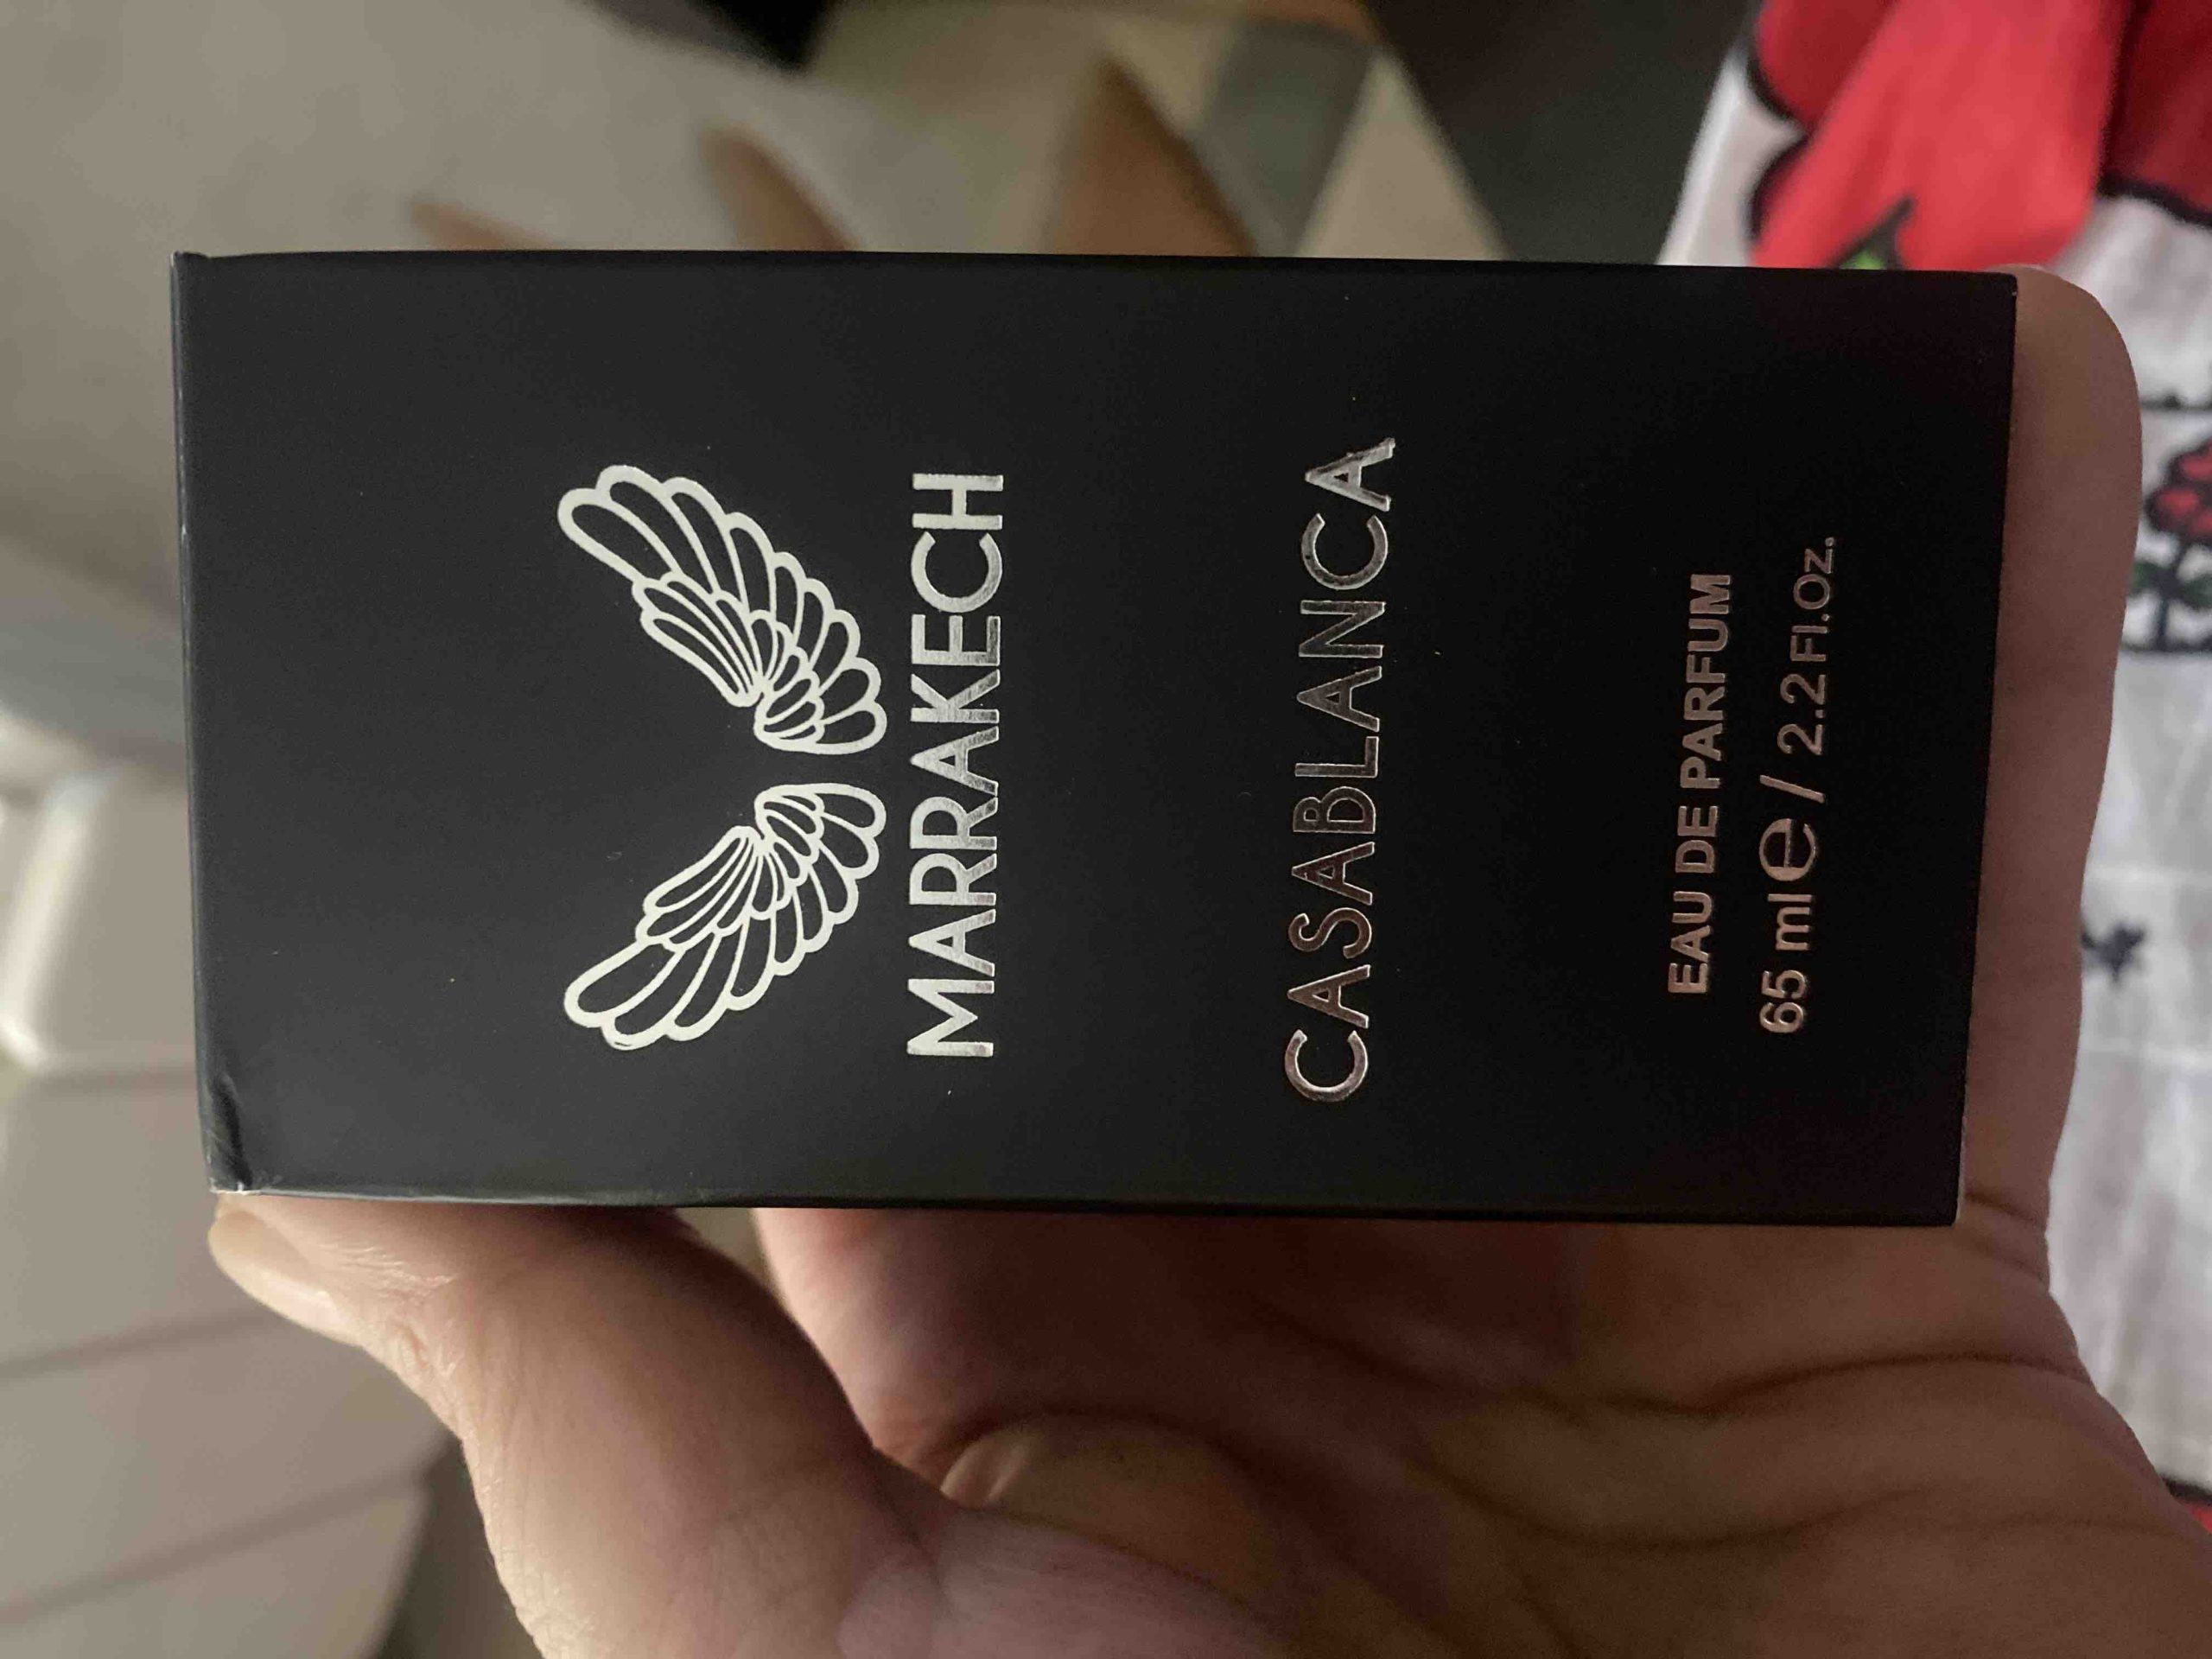 MARRAKECH
CASABLANCA
EAU DE PARFUM
65 ml e / 2.2 Fl.Oz.